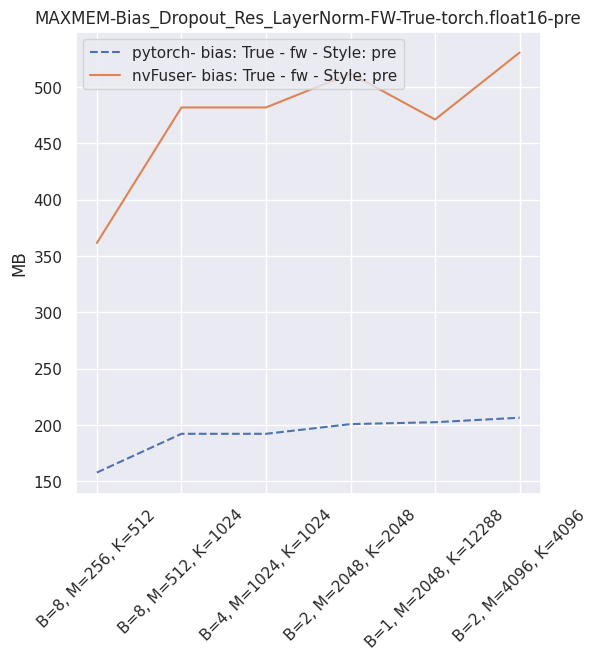 MAXMEM-Bias_Dropout_Res_LayerNorm-FW-True-torch.float16-pre
pytorch- bias: True - fw - Style: pre
nvFuser- bias: True - fw - Style: pre
MB
500
450
400
350
300
250
200
150
B=8, M=256, K=512
B=8, M=512, K=1024
B=4, M=1024, K=1024
B=2, M=2048, K=2048
B=1, M=2048, K=12288
B=2, M=4096, K=4096